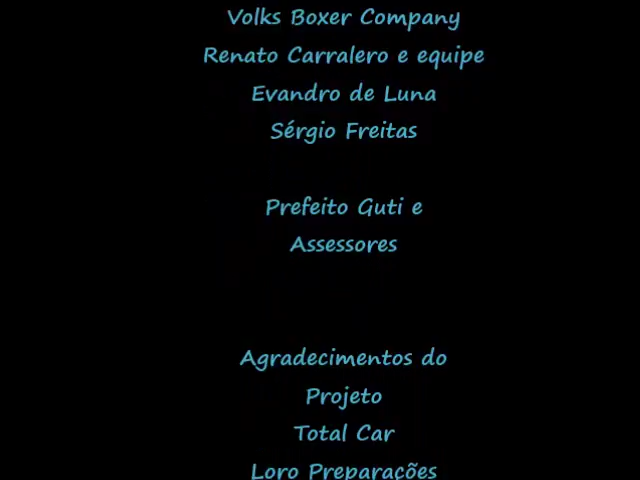 Volks Boxer Company
Renato Carralero e equipe
Evandro de Luna
Sérgio Freitas
Prefeito Guti e
Assessores
Agradecimentos do
Projeto
Total Car
Loro Preparações